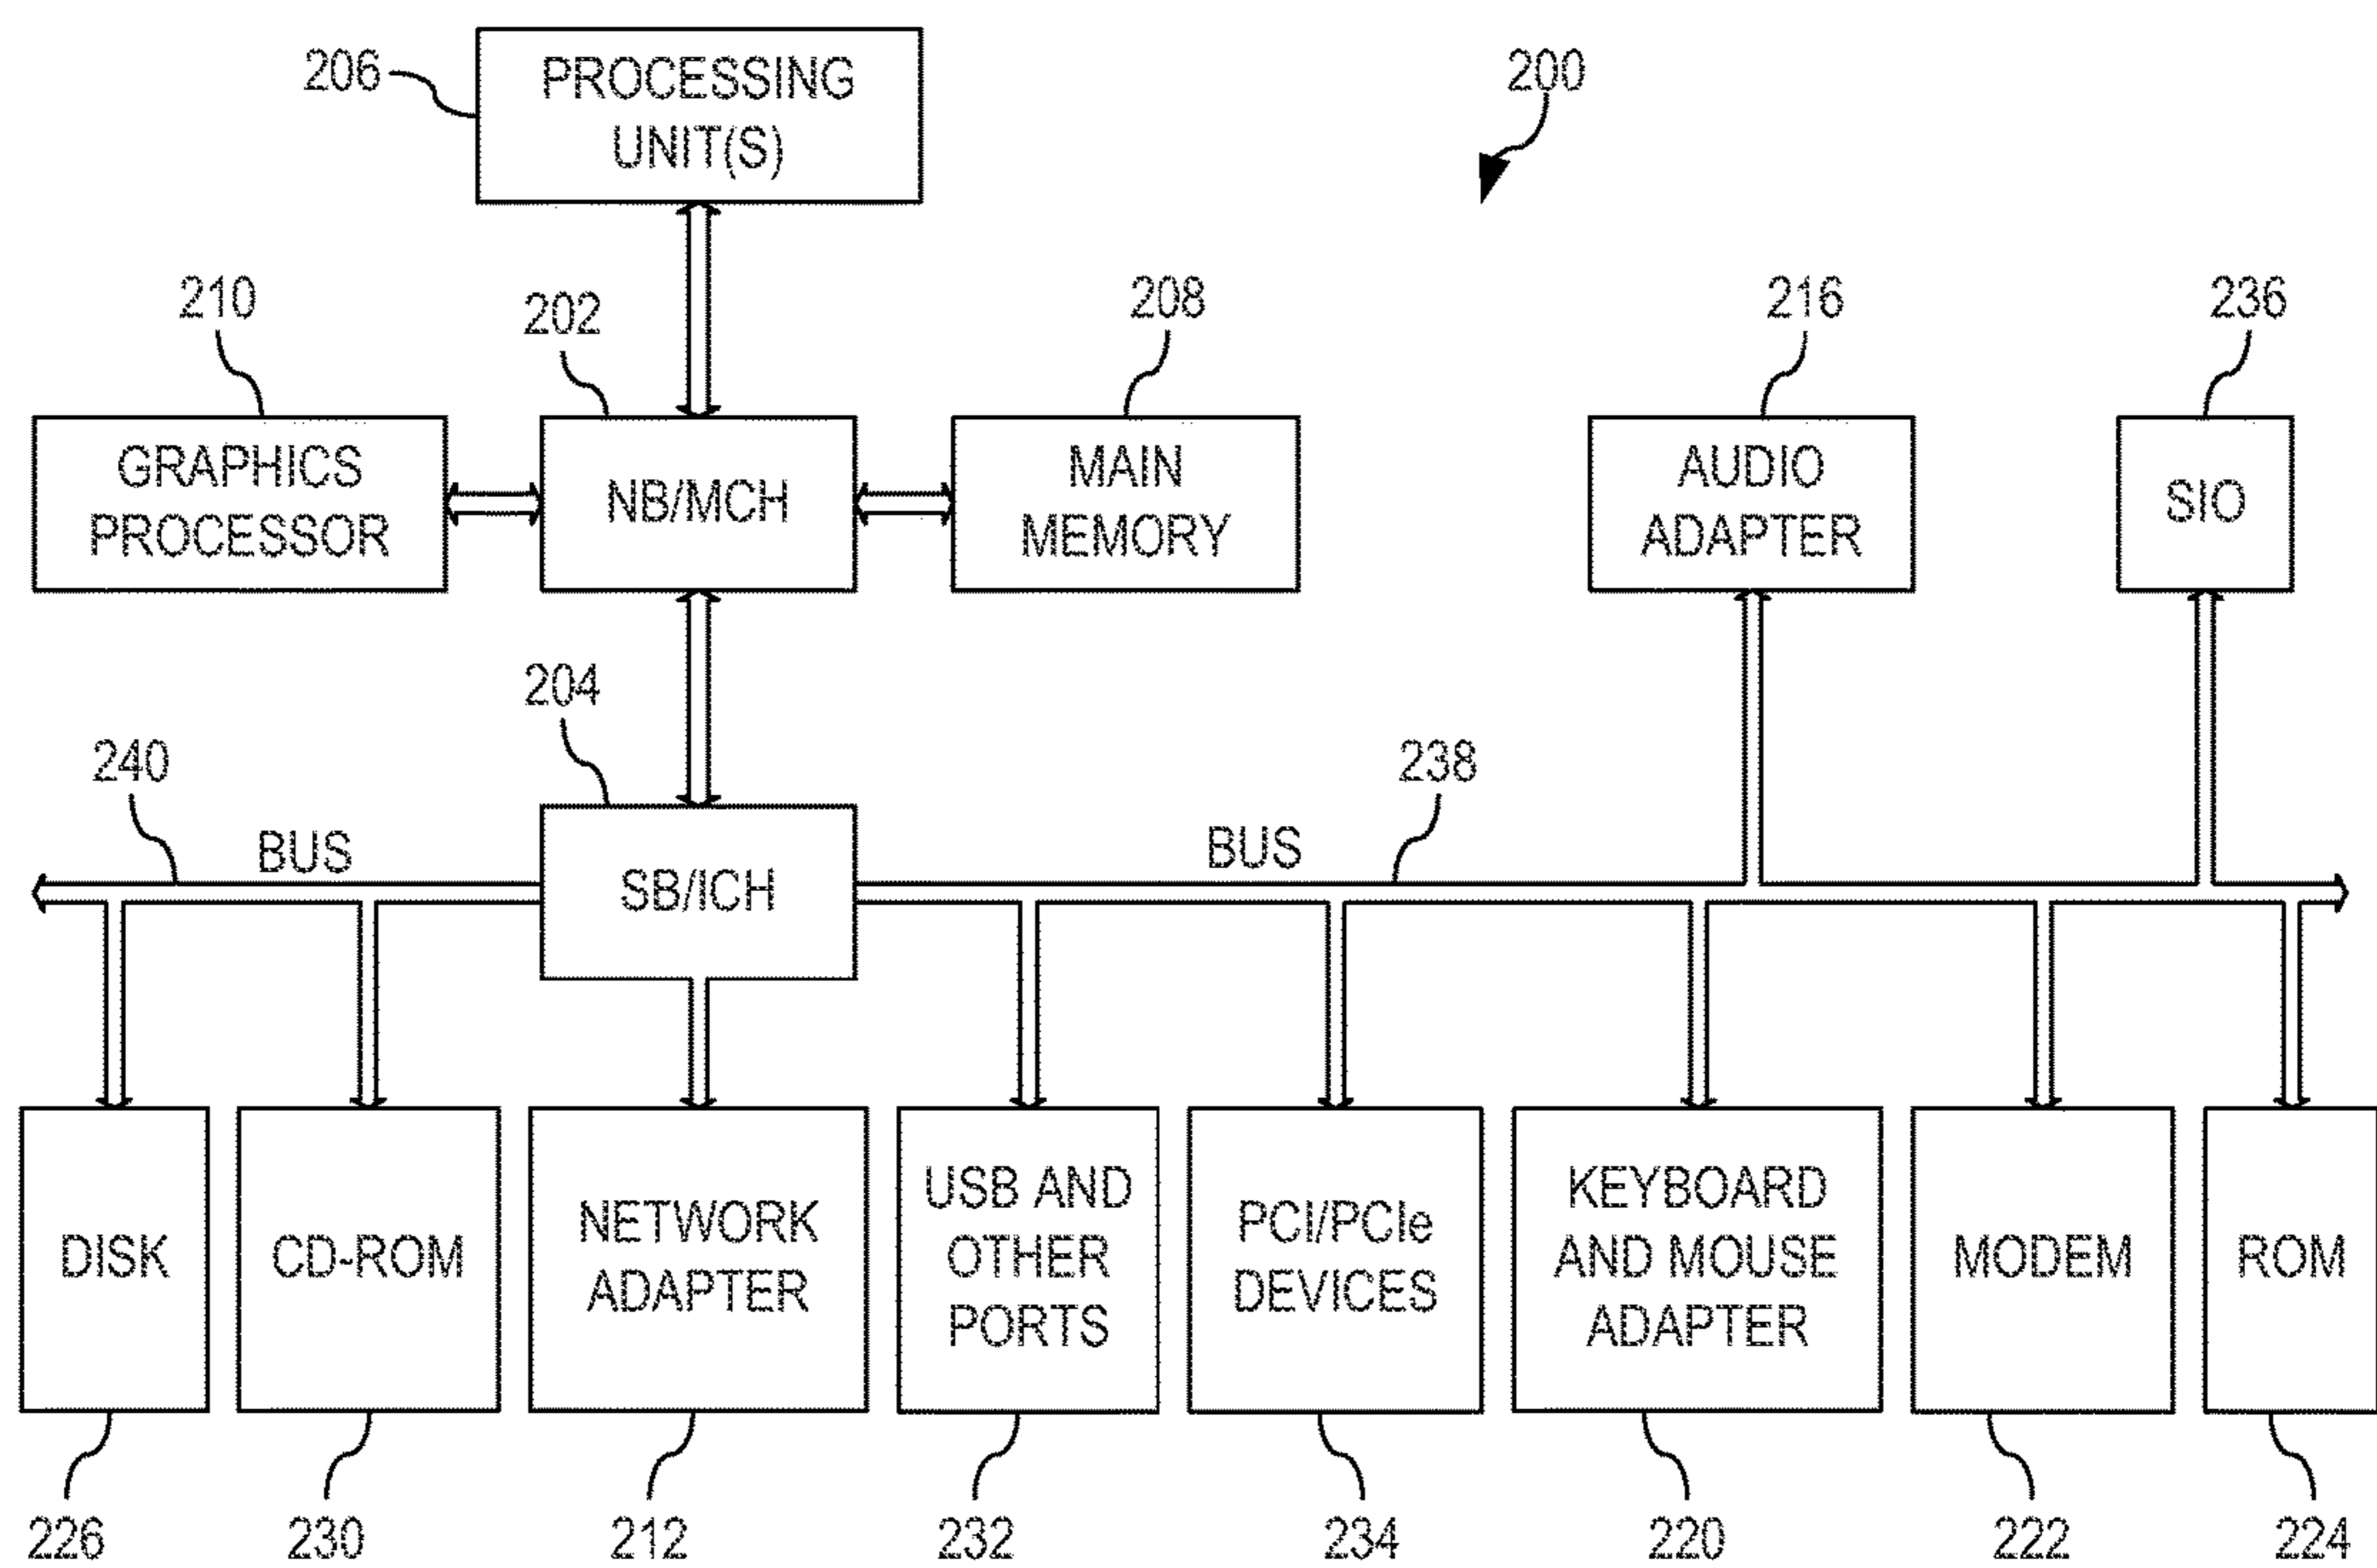 206
PROCESSING
UNIT(S)
200
210
202
208
216
236
GRAPHICS
PROCESSOR
NB/MCH
MAIN
MEMORY
AUDIO
ADAPTER
SIO
204
240
BUS
SB/ICH
BUS
238
DISK
CD-ROM
NETWORK
ADAPTER
USB AND
OTHER
PORTS
PCI/PCIe
DEVICES
KEYBOARD
AND MOUSE
ADAPTER
MODEM
ROM
226
230
212
232
234
220
222
224